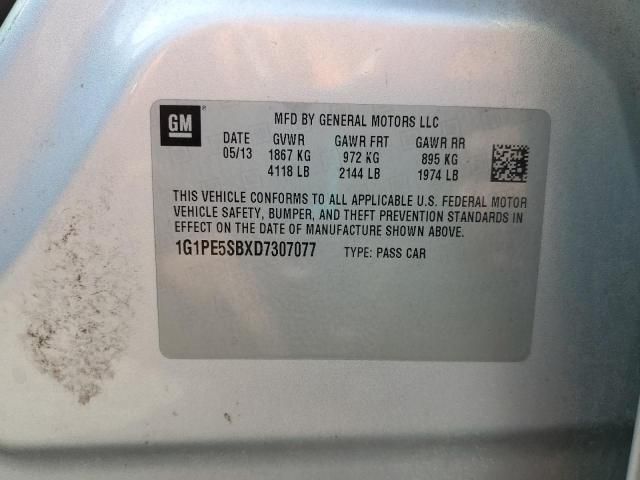 GM
MFD BY GENERAL MOTORS LLC
DATE GVWR GAWR FRT GAWR RR
05/13 1867 KG 972 KG 895 KG
4118 LB 2144 LB 1974 LB
THIS VEHICLE CONFORMS TO ALL APPLICABLE U.S. FEDERAL MOTOR
VEHICLE SAFETY, BUMPER, AND THEFT PREVENTION STANDARDS IN
EFFECT ON THE DATE OF MANUFACTURE SHOWN ABOVE.
1G1PE5SBXD7307077 TYPE: PASS CAR